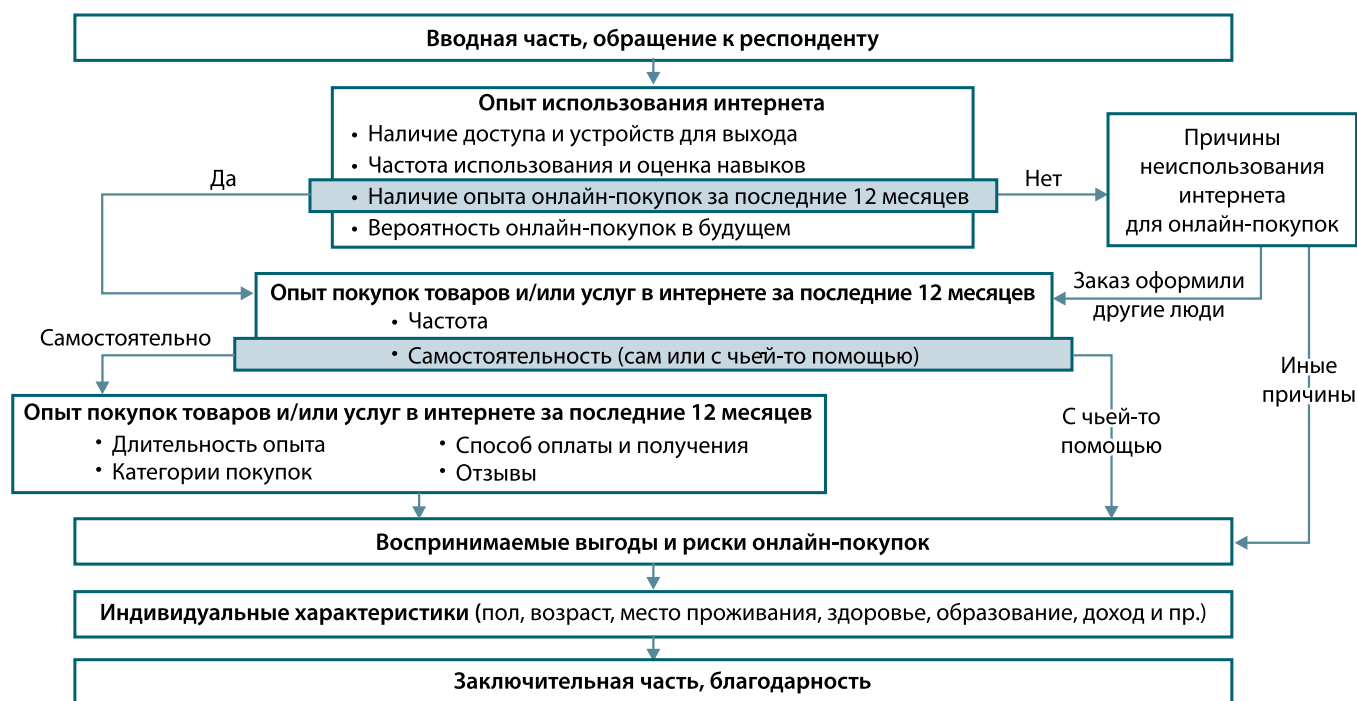 Вводная часть, обращение к респонденту
Опыт использования интернета
• Наличие доступа и устройств для выхода
• Частота использования и оценка навыков
• Наличие опыта онлайн-покупок за последние 12 месяцев
• Вероятность онлайн-покупок в будущем
Да
Нет
Причины
неиспользования
интернета
для онлайн-покупок
Опыт покупок товаров и/или услуг в интернете за последние 12 месяцев
• Частота
• Самостоятельность (сам или с чьей-то помощью)
Заказ оформили
другие люди
Самостоятельно
Иные
причины
Опыт покупок товаров и/или услуг в интернете за последние 12 месяцев
• Длительность опыта
• Категории покупок
• Способ оплаты и получения
• Отзывы
С чьей-то
помощью
Воспринимаемые выгоды и риски онлайн-покупок
Индивидуальные характеристики (пол, возраст, место проживания, здоровье, образование, доход и пр.)
Заключительная часть, благодарность